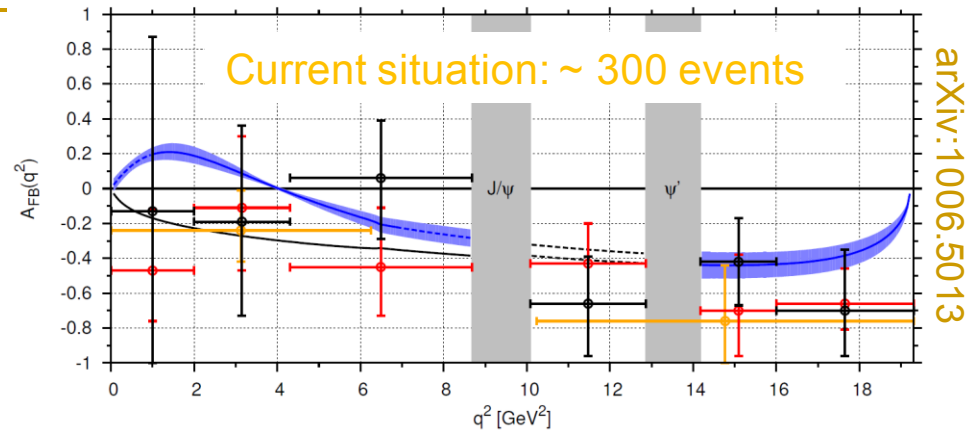 Current situation: ~ 300 events
A_FB(q²)
1
0.8
0.6
0.4
0.2
0
-0.2
-0.4
-0.6
-0.8
-1
J/ψ
ψ'
0 2 4 6 8 10 12 14 16 18
q² [GeV²]
arXiv:1006.5013